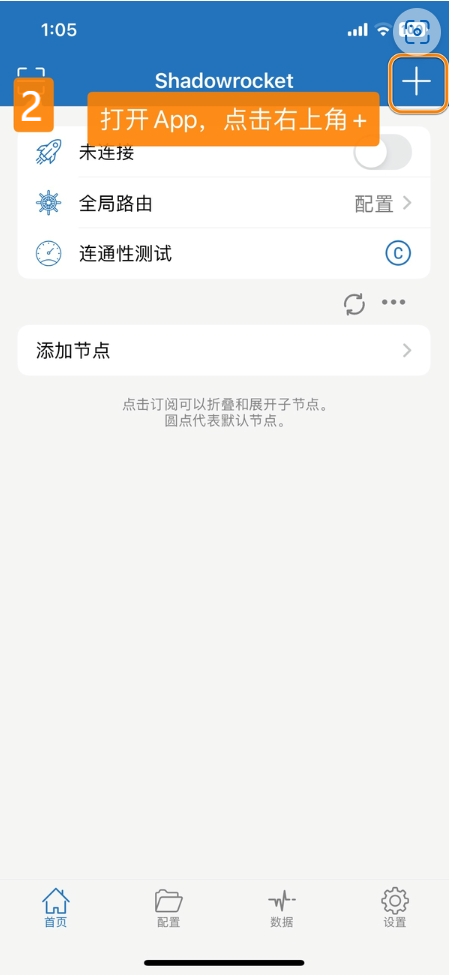 1:05
Shadowrocket
2
打开App，点击右上角+
未连接
全局路由
配置
连通性测试
C
添加节点
点击订阅可以折叠和展开子节点。
圆点代表默认节点。
首页
配置
数据
设置